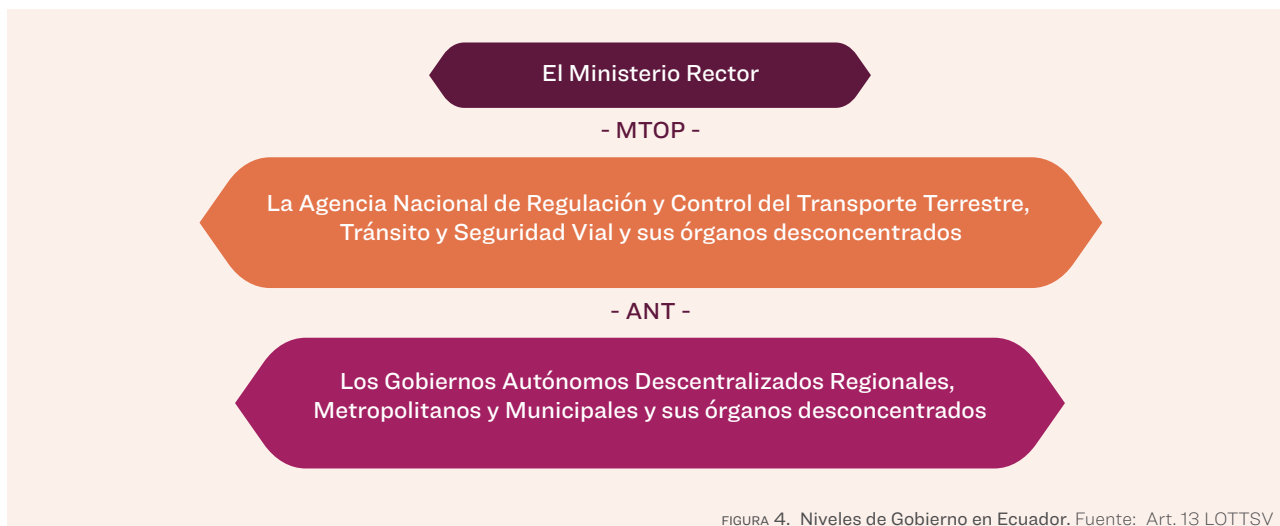 El Ministerio Rector
- MTOP -
La Agencia Nacional de Regulación y Control del Transporte Terrestre,
Tránsito y Seguridad Vial y sus órganos desconcentrados
- ANT -
Los Gobiernos Autónomos Descentralizados Regionales,
Metropolitanos y Municipales y sus órganos desconcentrados
FIGURA 4. Niveles de Gobierno en Ecuador. Fuente: Art. 13 LOTTSV